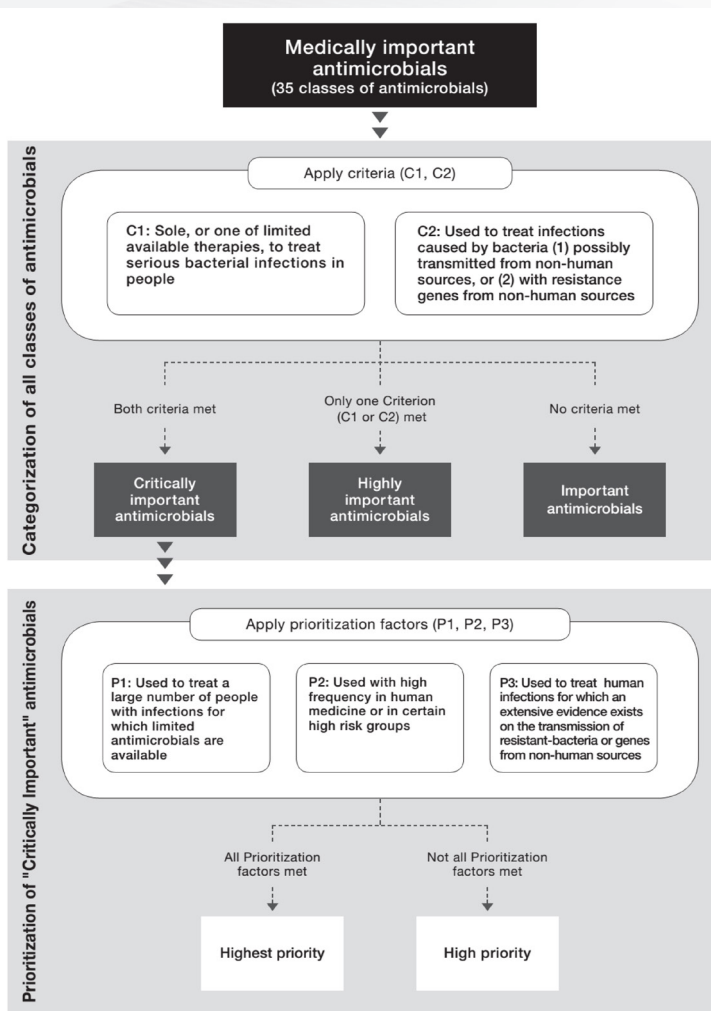 Medically important
antimicrobials
(35 classes of antimicrobials)
Categorization of all classes of antimicrobials
Apply criteria (C1, C2)
C1: Sole, or one of limited
available therapies, to treat
serious bacterial infections in
people
C2: Used to treat infections
caused by bacteria (1) possibly
transmitted from non-human
sources, or (2) with resistance
genes from non-human sources
Both criteria met
Only one Criterion
(C1 or C2) met
No criteria met
Critically
important
antimicrobials
Highly
important
antimicrobials
Important
antimicrobials
Prioritization of "Critically Important" antimicrobials
Apply prioritization factors (P1, P2, P3)
P1: Used to treat a
large number of people
with infections for
which limited
antimicrobials are
available
P2: Used with high
frequency in human
medicine or in certain
high risk groups
P3: Used to treat human
infections for which an
extensive evidence exists
on the transmission of
resistant-bacteria or genes
from non-human sources
All Prioritization
factors met
Not all Prioritization
factors met
Highest priority
High priority